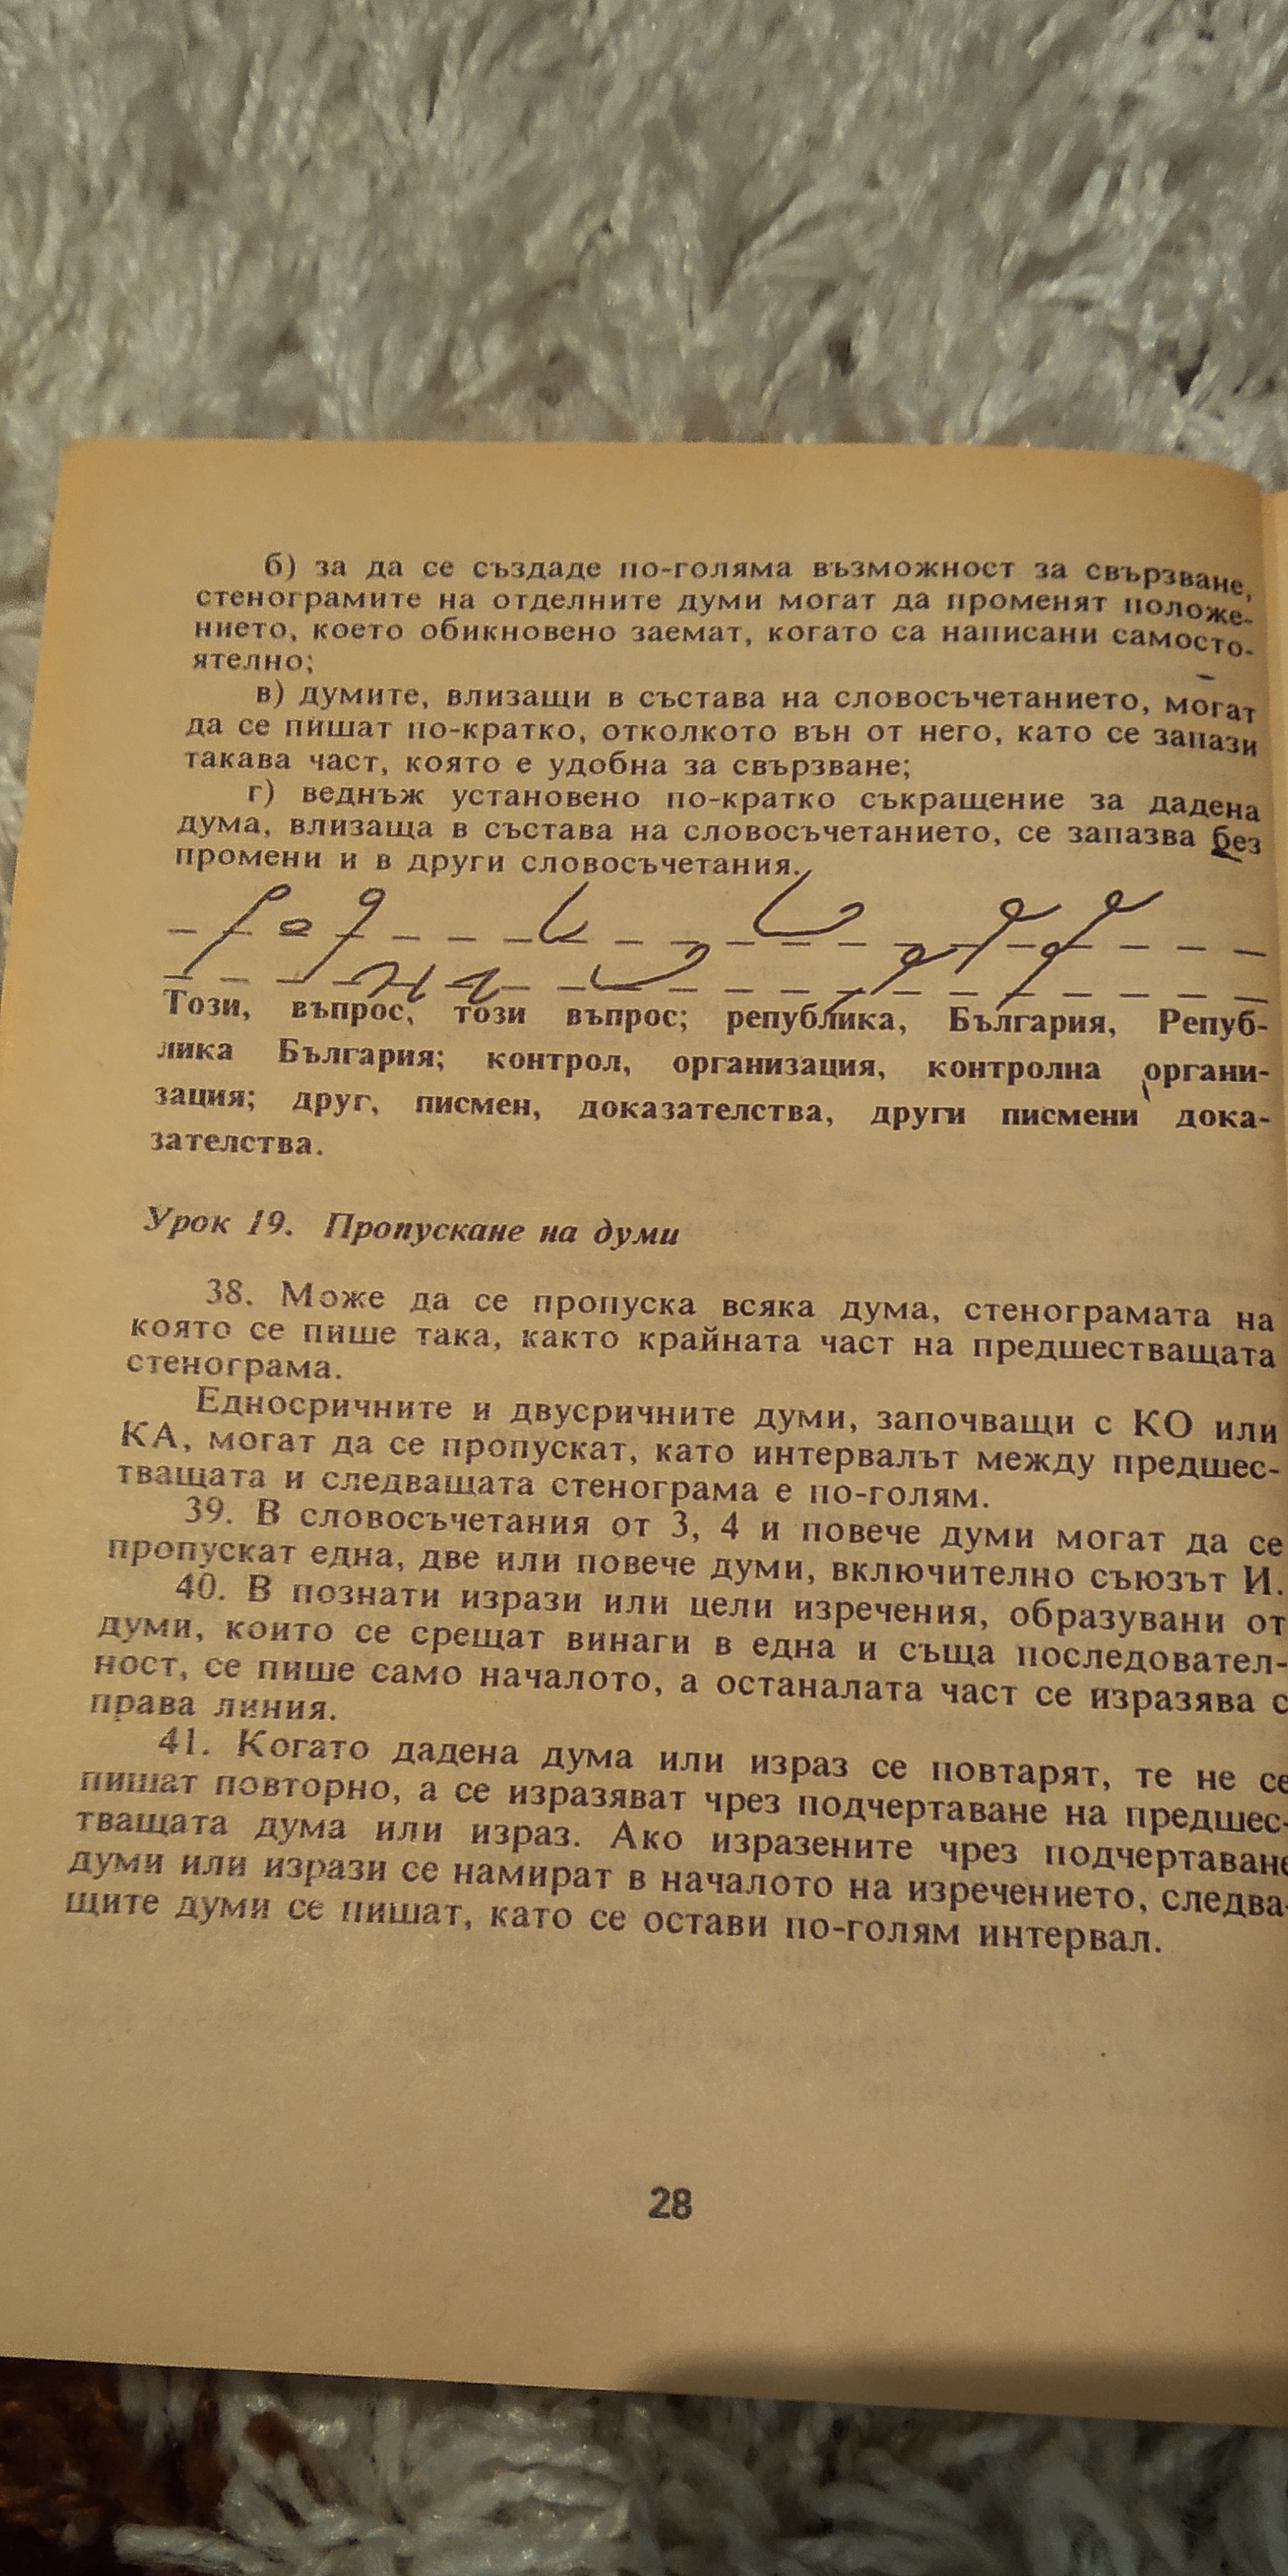 б) за да се създаде по-голяма възможност за свързване,
стенограмите на отделните думи могат да променят положе-
нието, което обикновено заемат, когато са написани самосто-
ятелно;
в) думите, влизащи в състава на словосъчетанието, могат
да се пишат по-кратко, отколкото вън от него, като се запази
такава част, която е удобна за свързване;
г) веднъж установено по-кратко съкращение за дадена
дума, влизаща в състава на словосъчетанието, се запазва без
промени и в други словосъчетания.
Този, въпрос, този въпрос; република, България, Репуб-
лика България; контрол, организация, контролна органи-
зация; друг, писмен, доказателства, други писмени дока-
зателства.
Урок 19. Пропускане на думи
38. Може да се пропуска всяка дума, стенограмата на
която се пише така, както крайната част на предшестващата
стенограма.
Едносричните и двусричните думи, започващи с КО или
КА, могат да се пропускат, като интервалът между предшес-
тващата и следващата стенограма е по-голям.
39. В словосъчетания от 3, 4 и повече думи могат да се
пропускат една, две или повече думи, включително съюзът И.
40. В познати изрази или цели изречения, образувани от
думи, които се срещат винаги в една и съща последовател-
ност, се пише само началото, а останалата част се изразява с
права линия.
41. Когато дадена дума или израз се повтарят, те не се
пишат повторно, а се изразяват чрез подчертаване на предшес-
тващата дума или израз. Ако изразените чрез подчертаване
думи или изрази се намират в началото на изречението, следва-
щите думи се пишат, като се остави по-голям интервал.
28